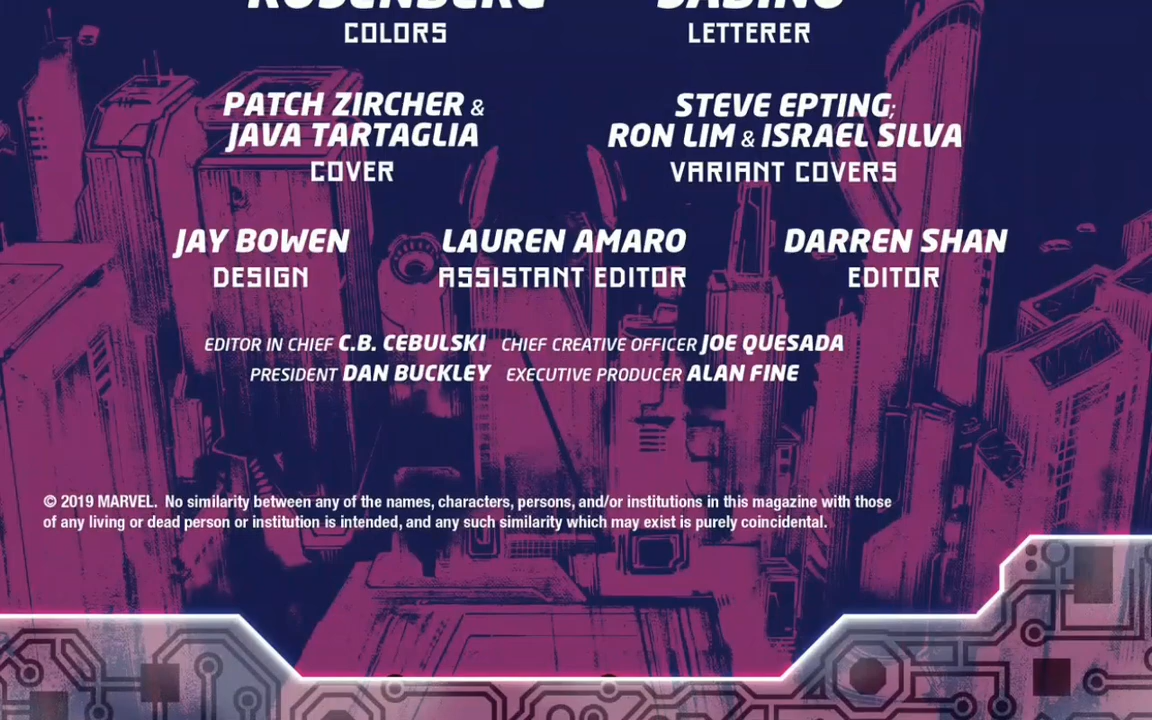 ROSENBERG SABINO
COLORS LETTERER
PATCH ZIRCHER & STEVE EPTING;
JAVA TARTAGLIA RON LIM & ISRAEL SILVA
COVER VARIANT COVERS
JAY BOWEN LAUREN AMARO DARREN SHAN
DESIGN ASSISTANT EDITOR EDITOR
EDITOR IN CHIEF C.B. CEBULSKI CHIEF CREATIVE OFFICER JOE QUESADA
PRESIDENT DAN BUCKLEY EXECUTIVE PRODUCER ALAN FINE
© 2019 MARVEL. No similarity between any of the names, characters, persons, and/or institutions in this magazine with those
of any living or dead person or institution is intended, and any such similarity which may exist is purely coincidental.